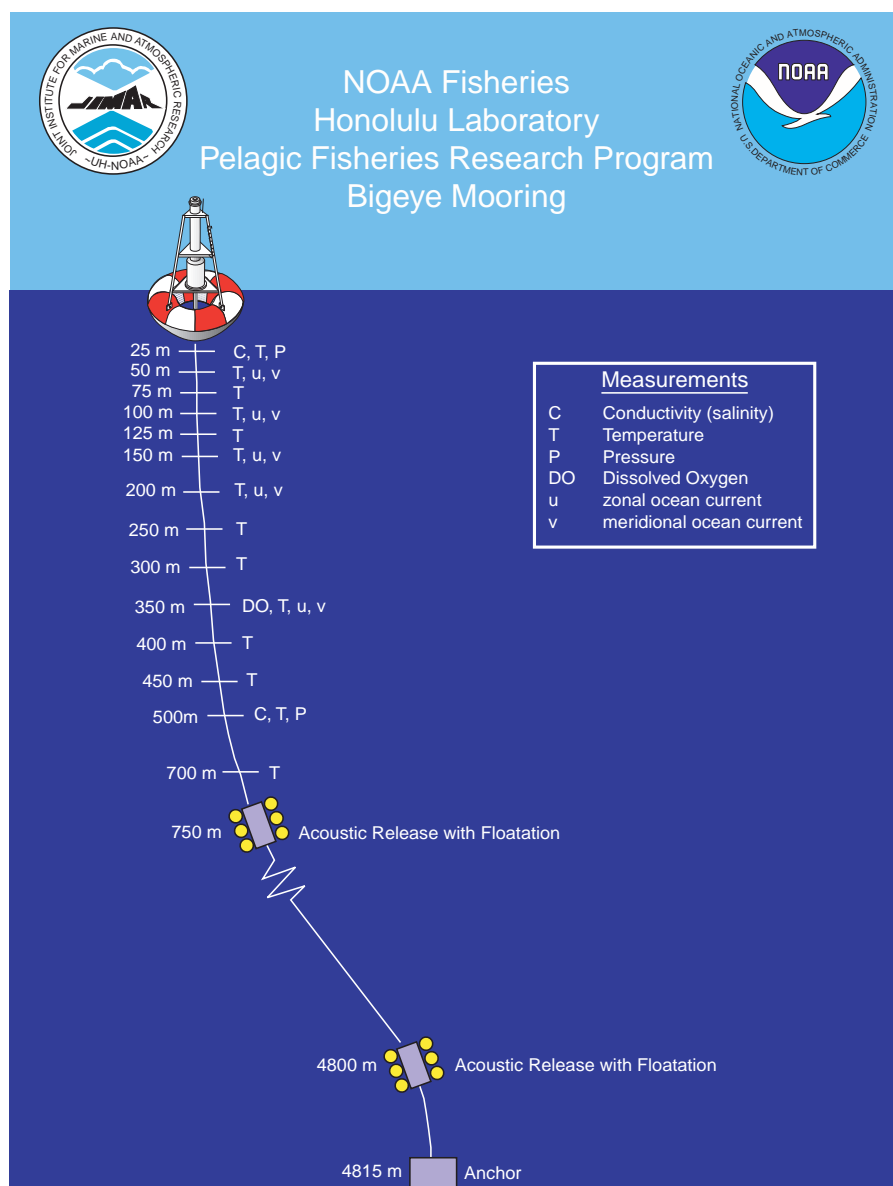 JOINT INSTITUTE FOR MARINE AND ATMOSPHERIC RESEARCH
JIMAR
~UH-NOAA~
NATIONAL OCEANIC AND ATMOSPHERIC ADMINISTRATION
NOAA
U.S. DEPARTMENT OF COMMERCE
NOAA Fisheries
Honolulu Laboratory
Pelagic Fisheries Research Program
Bigeye Mooring
25 m C, T, P
50 m T, u, v
75 m T
100 m T, u, v
125 m T
150 m T, u, v
200 m T, u, v
250 m T
300 m T
350 m DO, T, u, v
400 m T
450 m T
500m C, T, P
700 m T
750 m Acoustic Release with Floatation
4800 m Acoustic Release with Floatation
4815 m Anchor
Measurements
C Conductivity (salinity)
T Temperature
P Pressure
DO Dissolved Oxygen
u zonal ocean current
v meridional ocean current